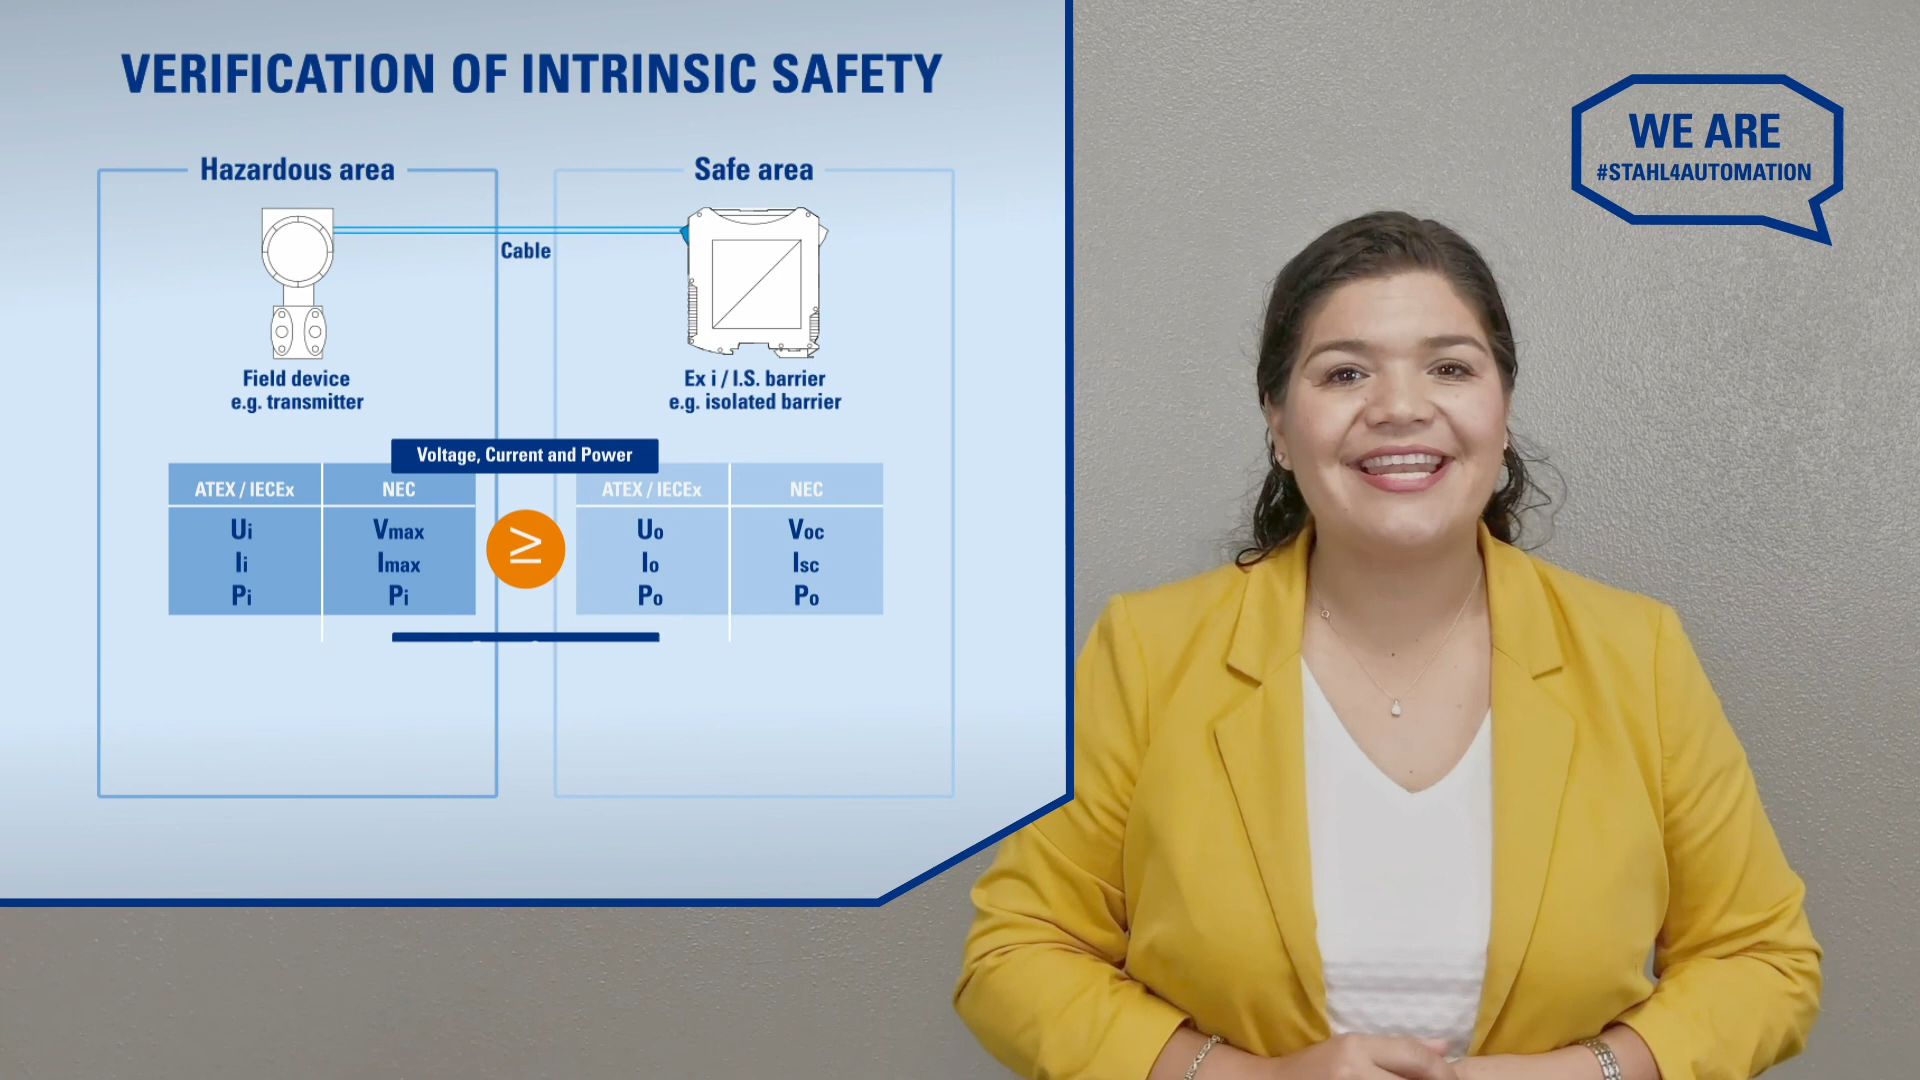 VERIFICATION OF INTRINSIC SAFETY
Hazardous area
Safe area
Cable
Field device
e.g. transmitter
Ex i / I.S. barrier
e.g. isolated barrier
Voltage, Current and Power
ATEX / IECEx NEC
Ui Vmax
Ii Imax
Pi Pi
≥
ATEX / IECEx NEC
Uo Voc
Io Isc
Po Po
WE ARE
#STAHL4AUTOMATION